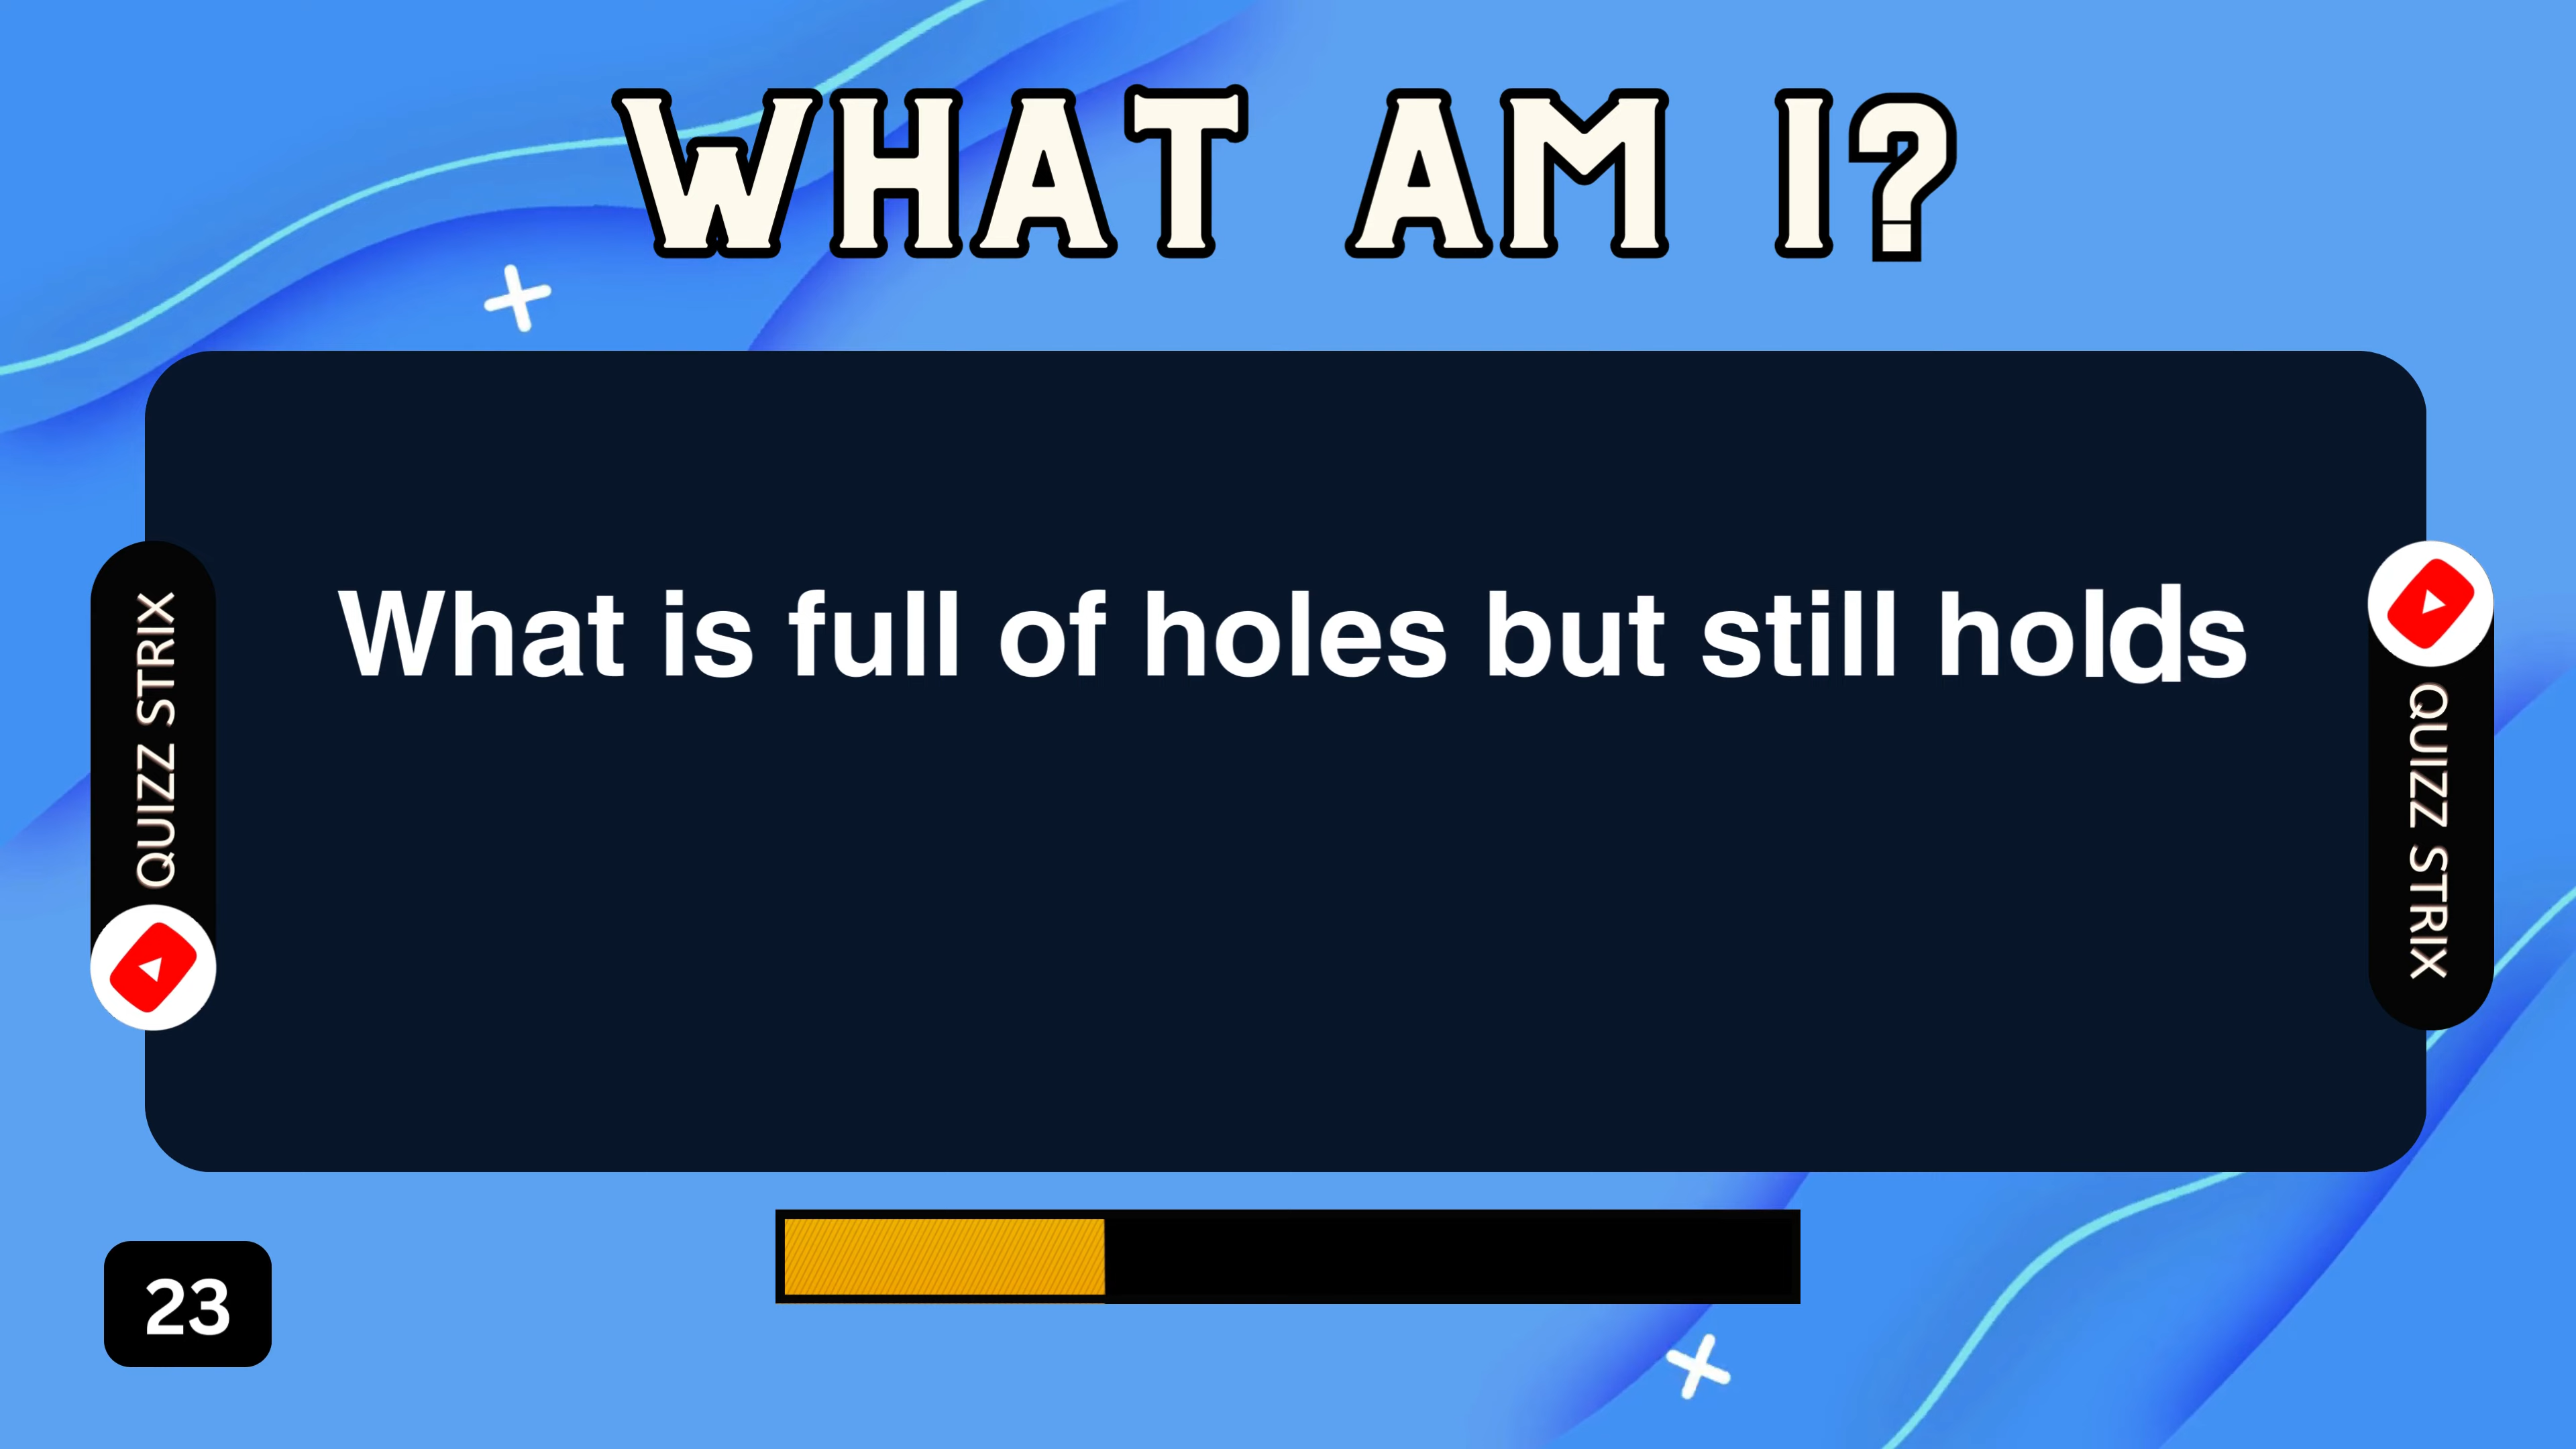 WHAT AM I?
What is full of holes but still holds
QUIZZ STRIX
QUIZZ STRIX
23